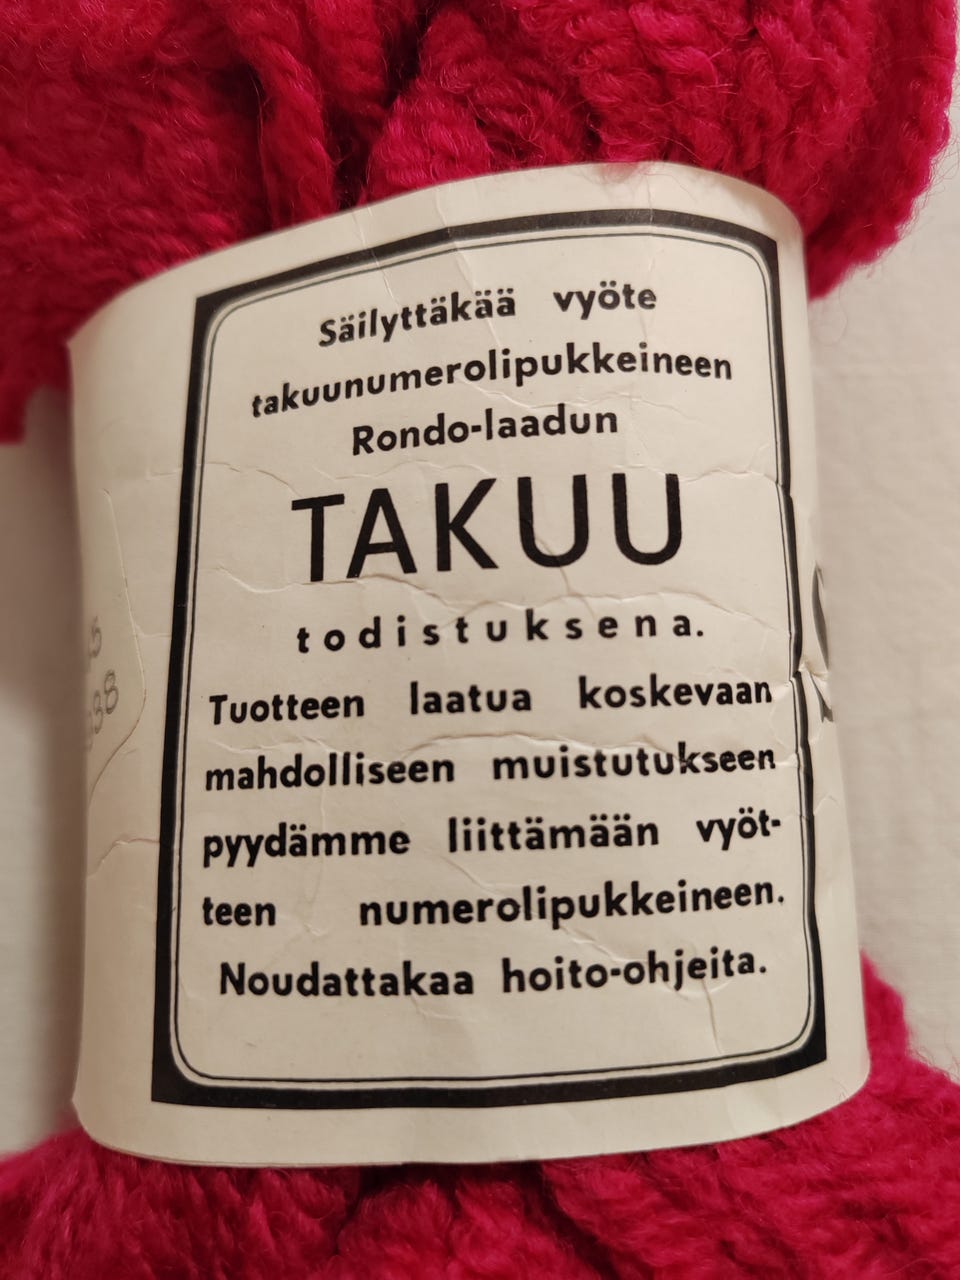 Säilyttäkää vyöte
takuunumerolipukkeineen
Rondo-laadun
TAKUU
todistuksena.
Tuotteen laatua koskevaan
mahdolliseen muistutukseen
pyydämme liittämään vyöt-
teen numerolipukkeineen.
Noudattakaa hoito-ohjeita.